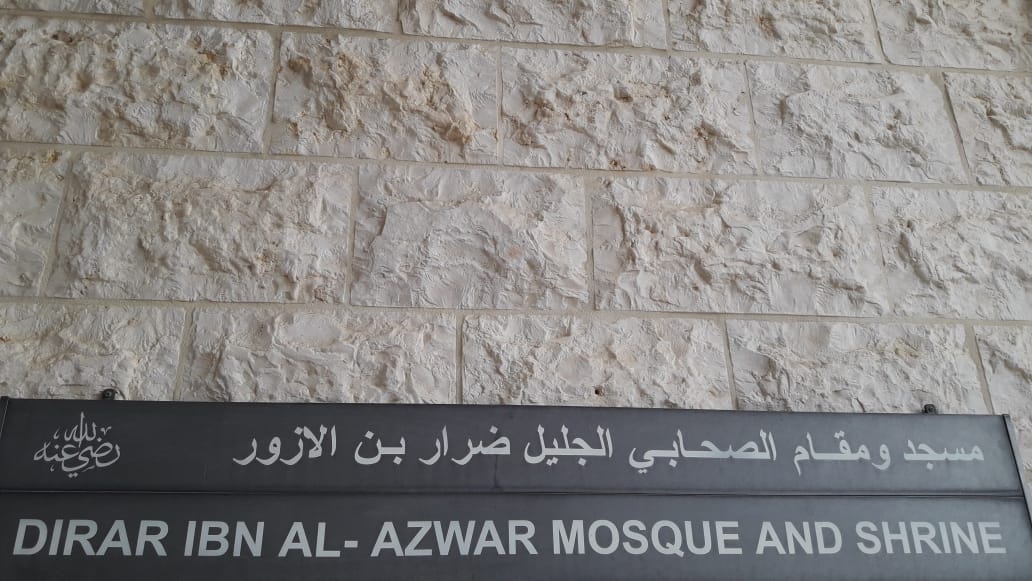 مسجد ومقام الصحابي الجليل ضرار بن الازور رضي الله عنه
DIRAR IBN AL- AZWAR MOSQUE AND SHRINE